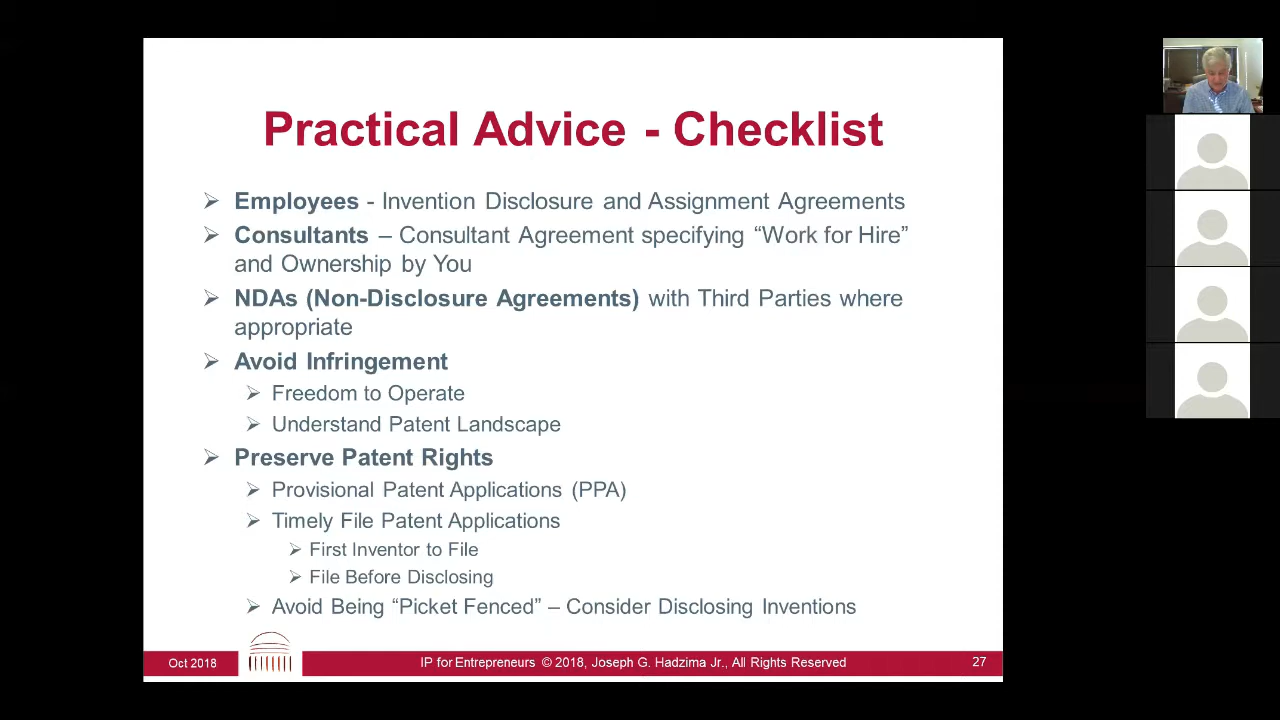 Practical Advice - Checklist
Employees - Invention Disclosure and Assignment Agreements
Consultants – Consultant Agreement specifying “Work for Hire”
and Ownership by You
NDAs (Non-Disclosure Agreements) with Third Parties where
appropriate
Avoid Infringement
Freedom to Operate
Understand Patent Landscape
Preserve Patent Rights
Provisional Patent Applications (PPA)
Timely File Patent Applications
First Inventor to File
File Before Disclosing
Avoid Being “Picket Fenced” – Consider Disclosing Inventions
Oct 2018
IP for Entrepreneurs © 2018, Joseph G. Hadzima Jr., All Rights Reserved
27